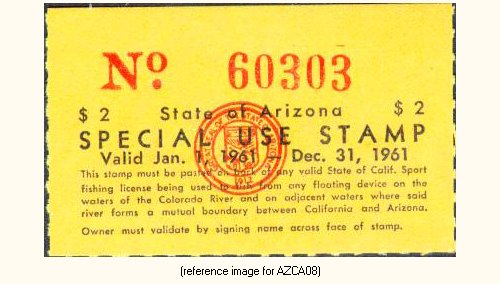 No. 60303
$ 2 State of Arizona $ 2
SPECIAL USE STAMP
Valid Jan. 1, 1961 — Dec. 31, 1961
This stamp must be pasted on back of any valid State of Calif. Sport
fishing license being used to fish from any floating device on the
waters of the Colorado River and on adjacent waters where said
river forms a mutual boundary between California and Arizona.
Owner must validate by signing name across face of stamp.
1912
(reference image for AZCA08)